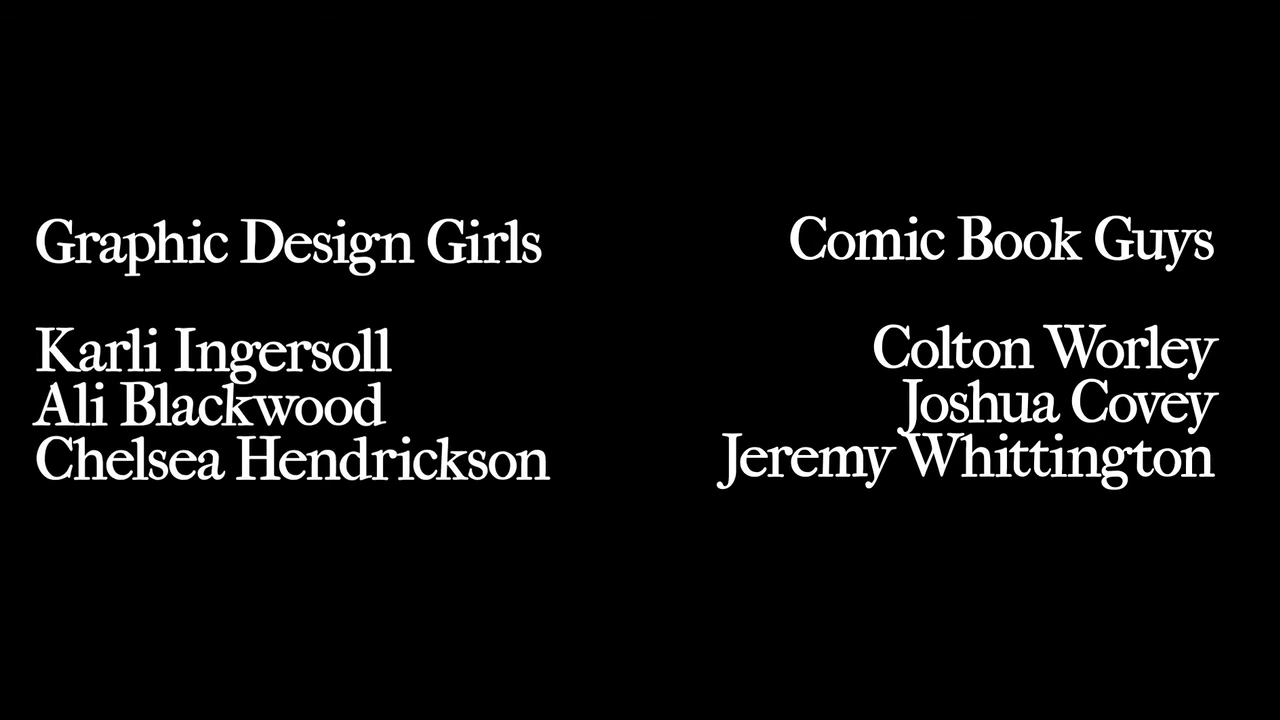 Graphic Design Girls
Karli Ingersoll
Ali Blackwood
Chelsea Hendrickson
Comic Book Guys
Colton Worley
Joshua Covey
Jeremy Whittington